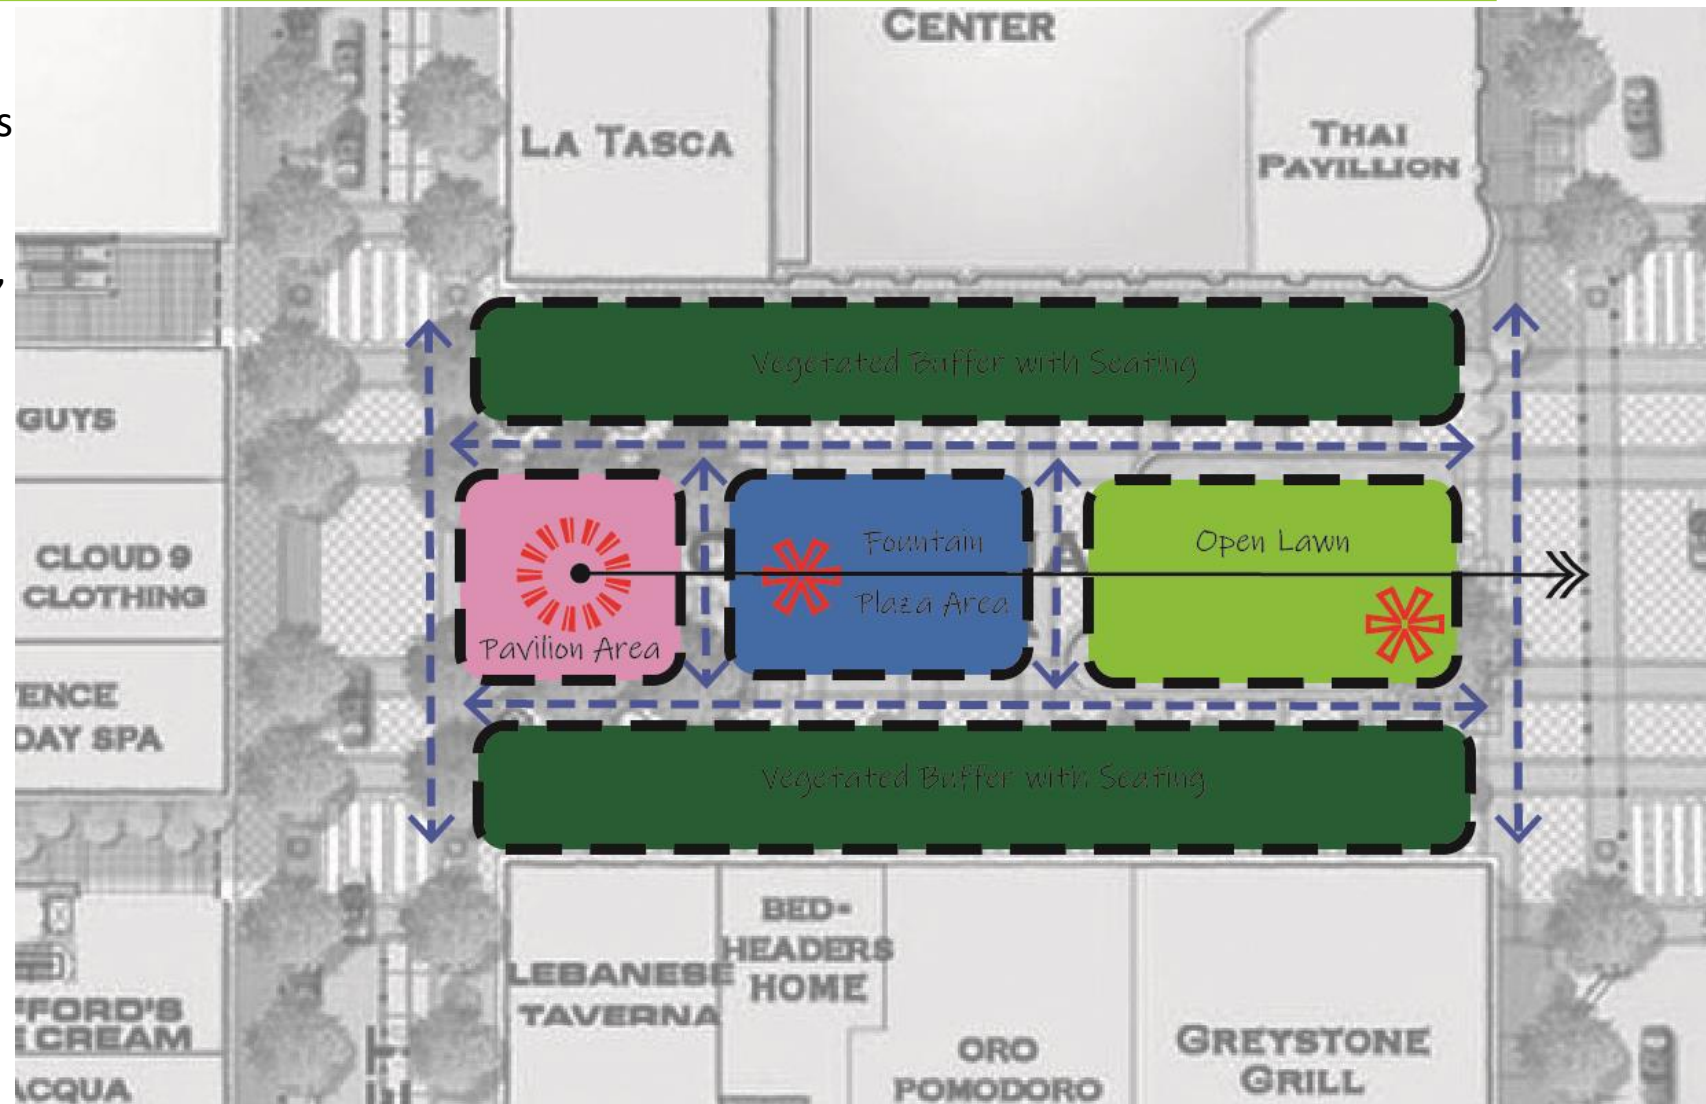 CENTER
S
LA TASCA
THAI
PAVILLION
,
Vegetated Buffer with Seating
GUYS
CLOUD 9
CLOTHING
Fountain
Plaza Area
Open Lawn
Pavilion Area
ENCE
DAY SPA
Vegetated Buffer with Seating
BED-
HEADERS
HOME
LEBANESE
TAVERNA
FFORD'S
E CREAM
ACQUA
ORO
POMODORO
GREYSTONE
GRILL